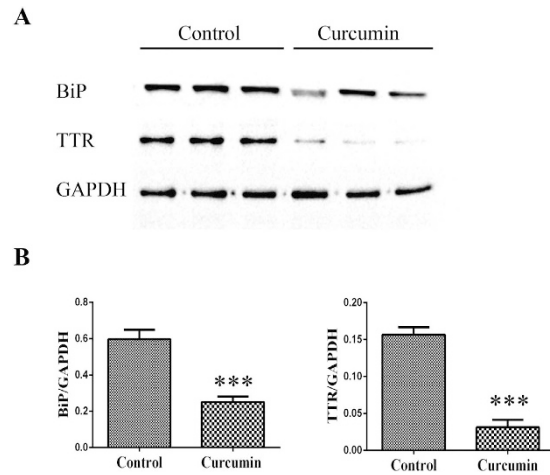 A
Control Curcumin
BiP
TTR
GAPDH
B
BiP/GAPDH
0.8
0.6
0.4
0.2
0.0
***
Control Curcumin
TTR/GAPDH
0.20
0.15
0.10
0.05
0.00
***
Control Curcumin